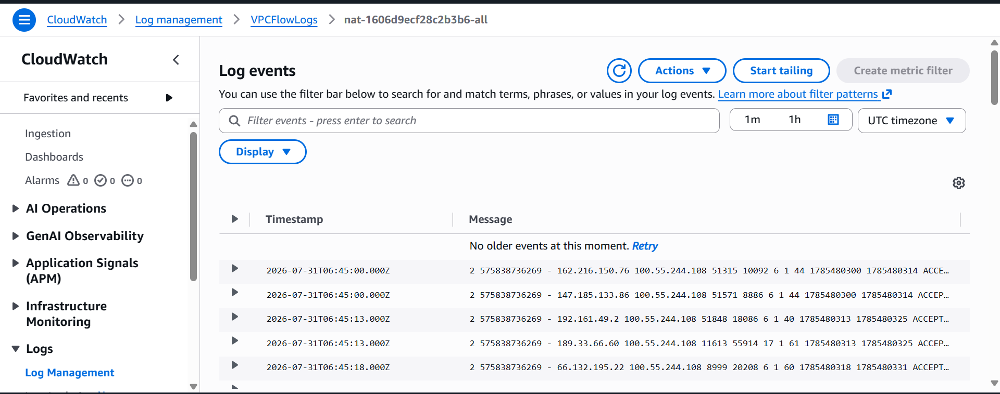 CloudWatch > Log management > VPCFlowLogs > nat-1606d9ecf28c2b3b6-all
CloudWatch
Favorites and recents
Ingestion
Dashboards
Alarms 0 0 0
AI Operations
GenAI Observability
Application Signals
(APM)
Infrastructure
Monitoring
Logs
Log Management
Log events
Actions
Start tailing
Create metric filter
You can use the filter bar below to search for and match terms, phrases, or values in your log events. Learn more about filter patterns
Filter events - press enter to search
1m 1h
UTC timezone
Display
Timestamp Message
No older events at this moment. Retry
2026-07-31T06:45:00.000Z 2 575838736269 - 162.216.150.76 100.55.244.108 51315 10092 6 1 44 1785480300 1785480314 ACCE…
2026-07-31T06:45:00.000Z 2 575838736269 - 147.185.133.86 100.55.244.108 51571 8886 6 1 44 1785480300 1785480314 ACCEP…
2026-07-31T06:45:13.000Z 2 575838736269 - 192.161.49.2 100.55.244.108 51848 18086 6 1 40 1785480313 1785480325 ACCEPT…
2026-07-31T06:45:13.000Z 2 575838736269 - 189.33.66.60 100.55.244.108 11613 55914 17 1 61 1785480313 1785480325 ACCEP…
2026-07-31T06:45:18.000Z 2 575838736269 - 66.132.195.22 100.55.244.108 8999 20208 6 1 60 1785480318 1785480331 ACCEPT…